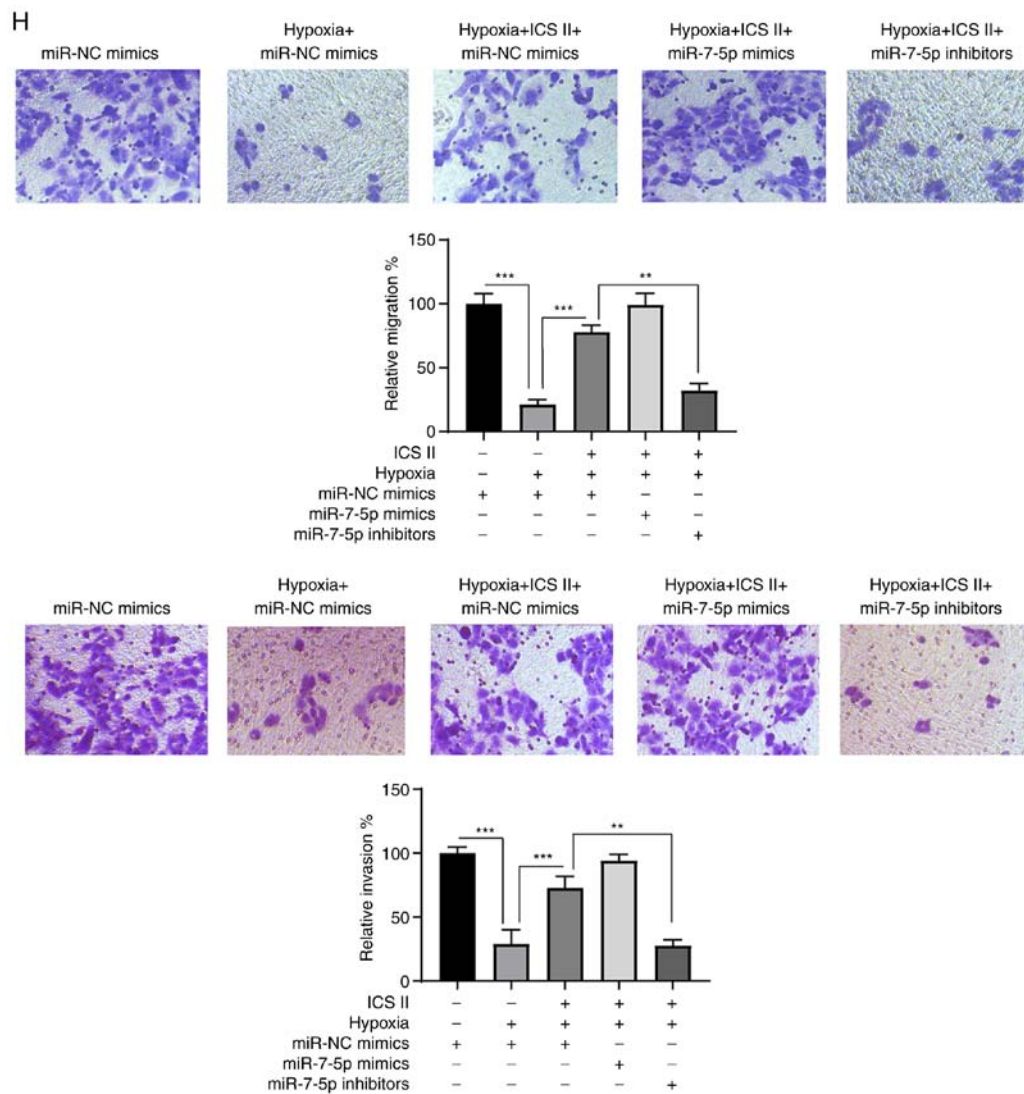 H
miR-NC mimics
Hypoxia+
miR-NC mimics
Hypoxia+ICS II+
miR-NC mimics
Hypoxia+ICS II+
miR-7-5p mimics
Hypoxia+ICS II+
miR-7-5p inhibitors
Relative migration %
150
100
50
0
***
***
**
ICS II – – + + +
Hypoxia – + + + +
miR-NC mimics + + + – –
miR-7-5p mimics – – – + –
miR-7-5p inhibitors – – – – +
miR-NC mimics
Hypoxia+
miR-NC mimics
Hypoxia+ICS II+
miR-NC mimics
Hypoxia+ICS II+
miR-7-5p mimics
Hypoxia+ICS II+
miR-7-5p inhibitors
Relative invasion %
150
100
50
0
***
***
**
ICS II – – + + +
Hypoxia – + + + +
miR-NC mimics + + + – –
miR-7-5p mimics – – – + –
miR-7-5p inhibitors – – – – +